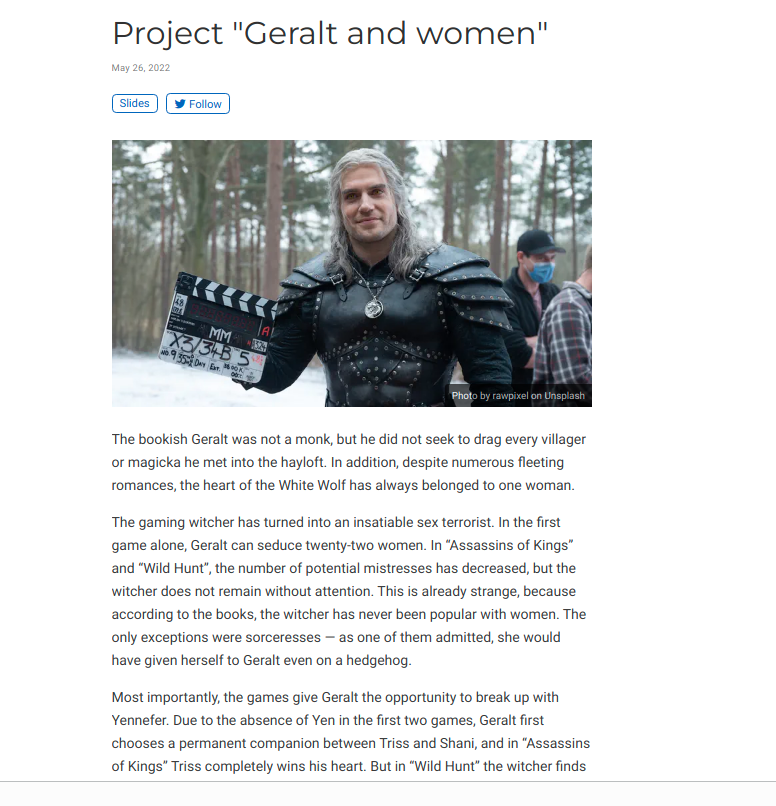 Project "Geralt and women"
May 26, 2022
Slides
Follow
MM
X3/34B 5
Photo by rawpixel on Unsplash
The bookish Geralt was not a monk, but he did not seek to drag every villager
or magicka he met into the hayloft. In addition, despite numerous fleeting
romances, the heart of the White Wolf has always belonged to one woman.
The gaming witcher has turned into an insatiable sex terrorist. In the first
game alone, Geralt can seduce twenty-two women. In “Assassins of Kings”
and “Wild Hunt”, the number of potential mistresses has decreased, but the
witcher does not remain without attention. This is already strange, because
according to the books, the witcher has never been popular with women. The
only exceptions were sorceresses — as one of them admitted, she would
have given herself to Geralt even on a hedgehog.
Most importantly, the games give Geralt the opportunity to break up with
Yennefer. Due to the absence of Yen in the first two games, Geralt first
chooses a permanent companion between Triss and Shani, and in “Assassins
of Kings” Triss completely wins his heart. But in “Wild Hunt” the witcher finds